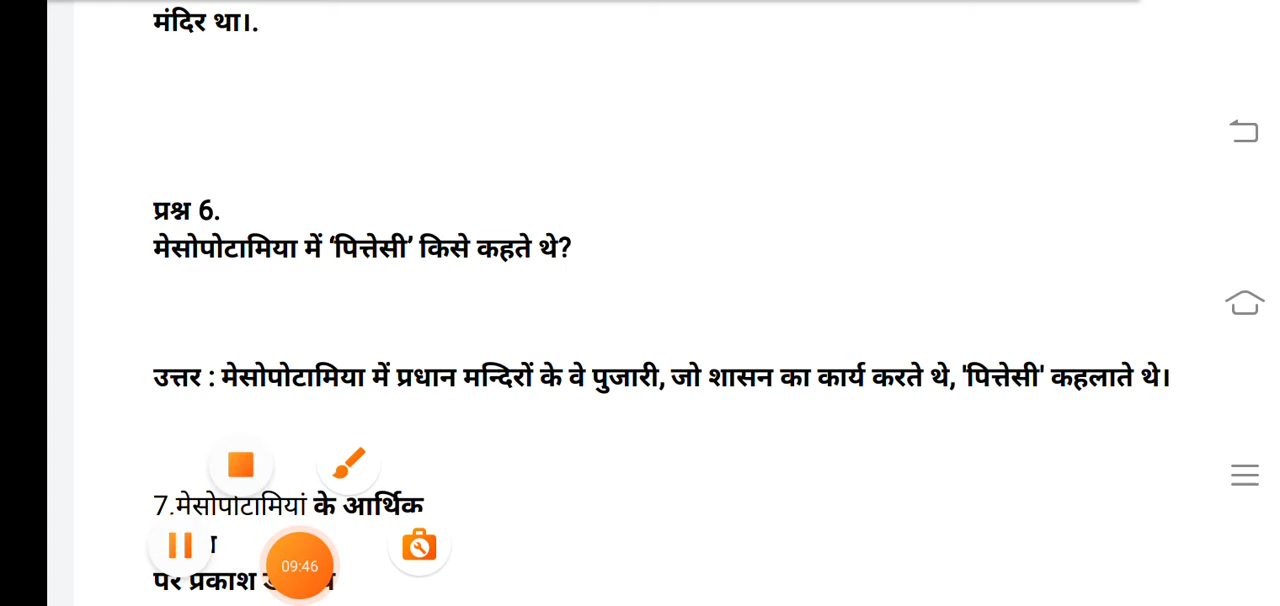 मंदिर था।.
प्रश्न 6.
मेसोपोटामिया में ‘पित्तेसी’ किसे कहते थे?
उत्तर : मेसोपोटामिया में प्रधान मन्दिरों के वे पुजारी, जो शासन का कार्य करते थे, 'पित्तेसी' कहलाते थे।
7.मेसोपोटामियां के आर्थिक
पर प्रकाश
09:46